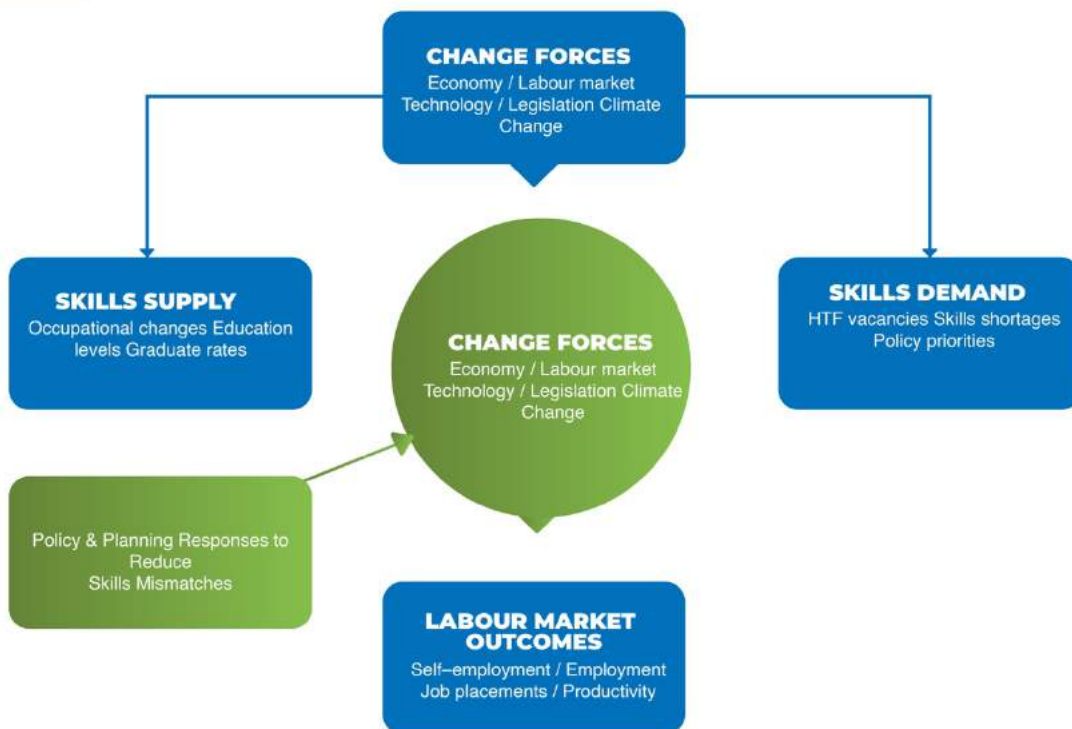 CHANGE FORCES
Economy / Labour market
Technology / Legislation Climate
Change
SKILLS SUPPLY
Occupational changes Education
levels Graduate rates
SKILLS DEMAND
HTF vacancies Skills shortages
Policy priorities
CHANGE FORCES
Economy / Labour market
Technology / Legislation Climate
Change
Policy & Planning Responses to
Reduce
Skills Mismatches
LABOUR MARKET
OUTCOMES
Self–employment / Employment
Job placements / Productivity